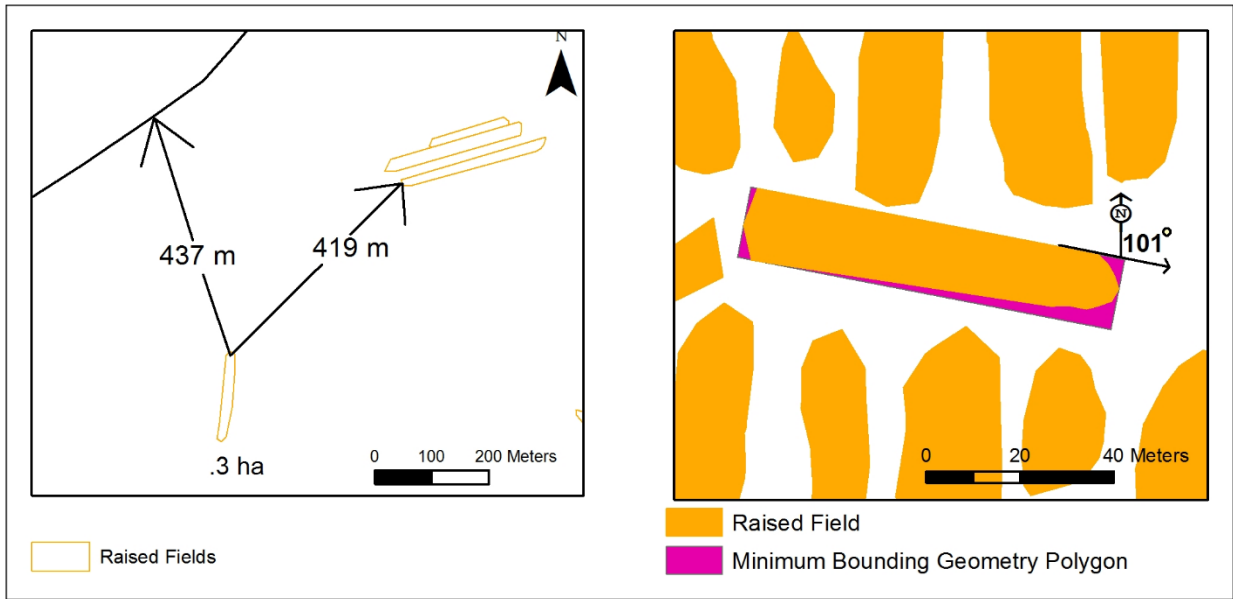 N
437 m
419 m
.3 ha
0 100 200 Meters
Raised Fields
N
101°
0 20 40 Meters
Raised Field
Minimum Bounding Geometry Polygon